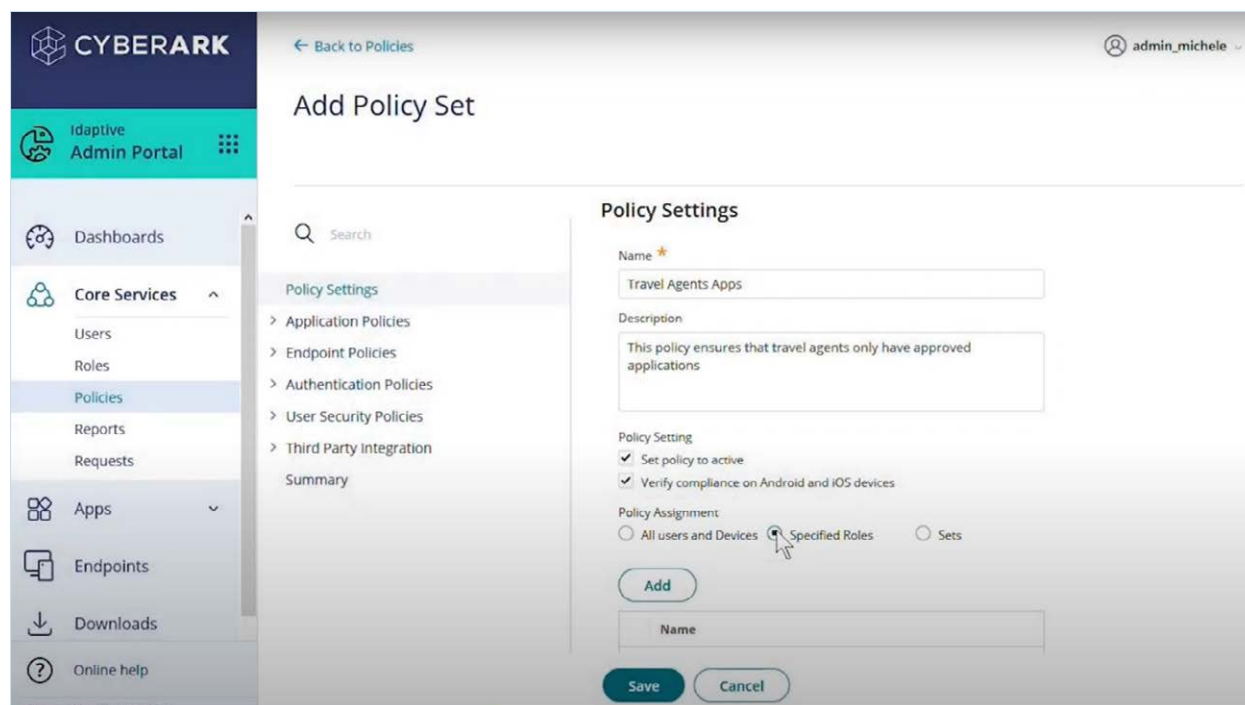 CYBERARK
Idaptive
Admin Portal
Dashboards
Core Services
Users
Roles
Policies
Reports
Requests
Apps
Endpoints
Downloads
Online help
← Back to Policies
admin_michele
Add Policy Set
Search
Policy Settings
> Application Policies
> Endpoint Policies
> Authentication Policies
> User Security Policies
> Third Party Integration
Summary
Policy Settings
Name *
Travel Agents Apps
Description
This policy ensures that travel agents only have approved
applications
Policy Setting
Set policy to active
Verify compliance on Android and iOS devices
Policy Assignment
All users and Devices Specified Roles Sets
Add
Name
Save Cancel